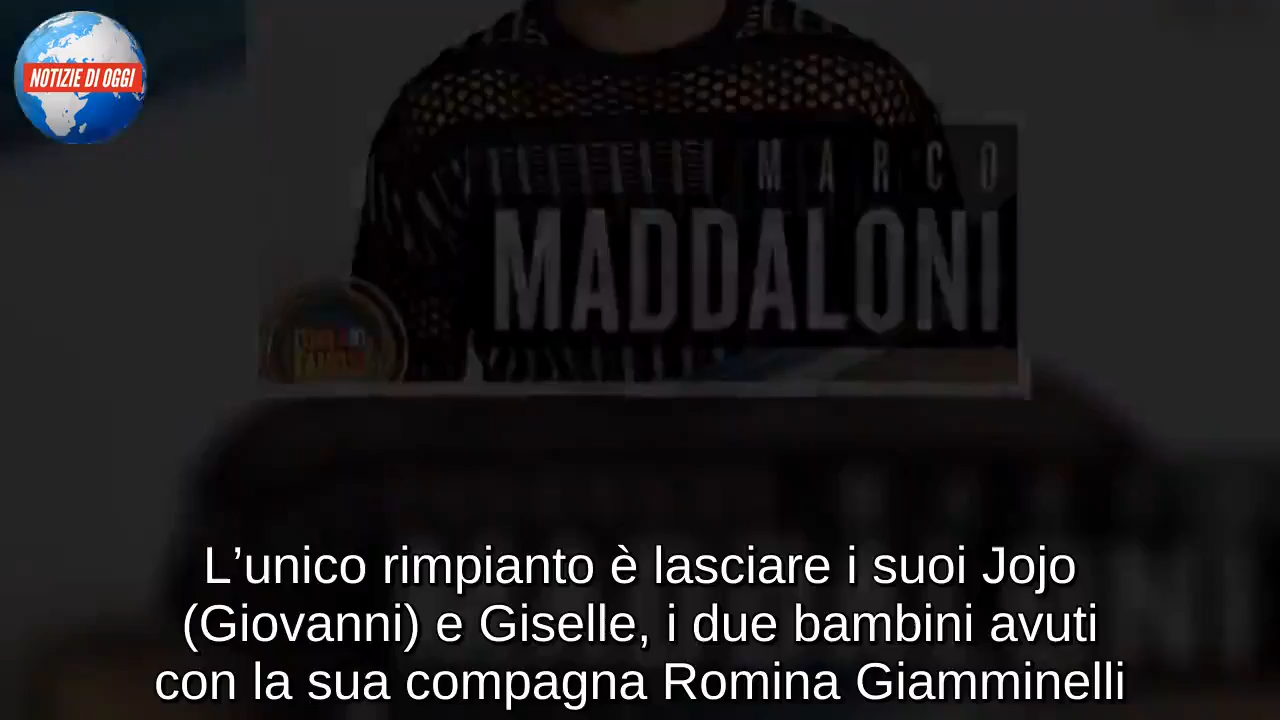 NOTIZIE DI OGGI
MARCO
MADDALONI
L’unico rimpianto è lasciare i suoi Jojo
(Giovanni) e Giselle, i due bambini avuti
con la sua compagna Romina Giamminelli